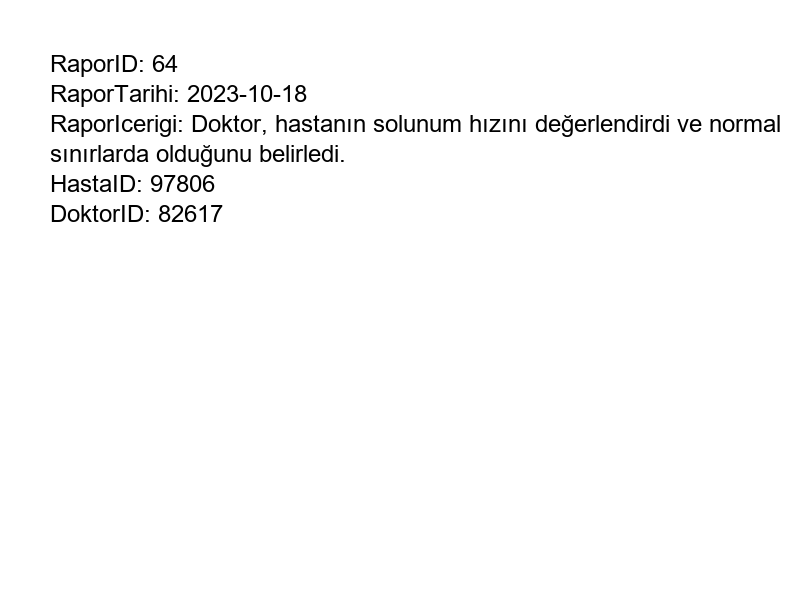 RaporID: 64
RaporTarihi: 2023-10-18
RaporIcerigi: Doktor, hastanın solunum hızını değerlendirdi ve normal
sınırlarda olduğunu belirledi.
HastaID: 97806
DoktorID: 82617